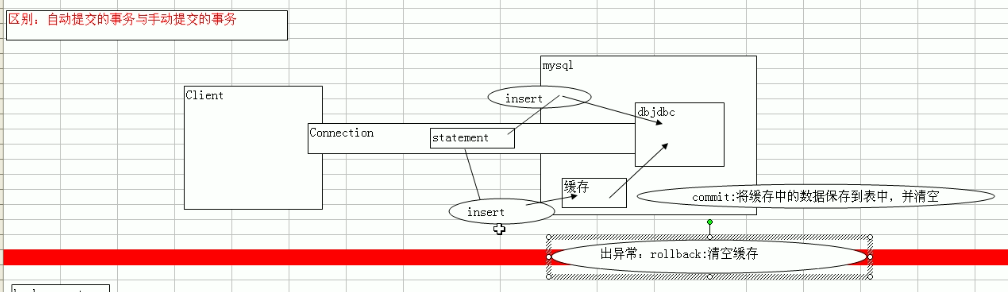 区别：自动提交的事务与手动提交的事务
mysql
Client
insert
dbjdbc
Connection
statement
缓存
commit:将缓存中的数据保存到表中，并清空
insert
出异常：rollback:清空缓存